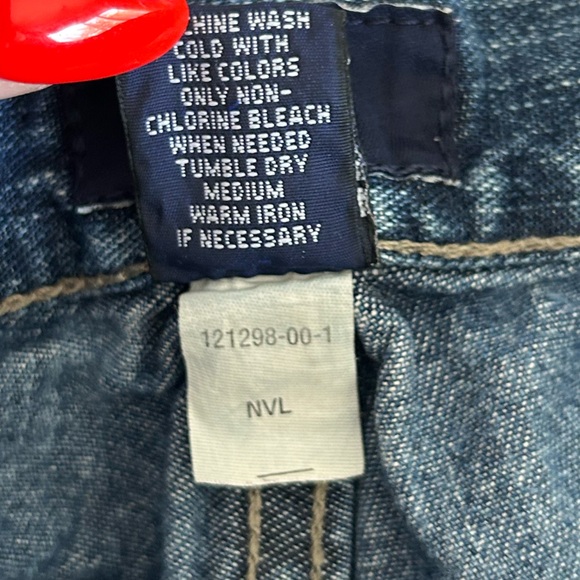 CHINE WASH
COLD WITH
LIKE COLORS
ONLY NON-
CHLORINE BLEACH
WHEN NEEDED
TUMBLE DRY
MEDIUM
WARM IRON
IF NECESSARY
121298-00-1
NVL